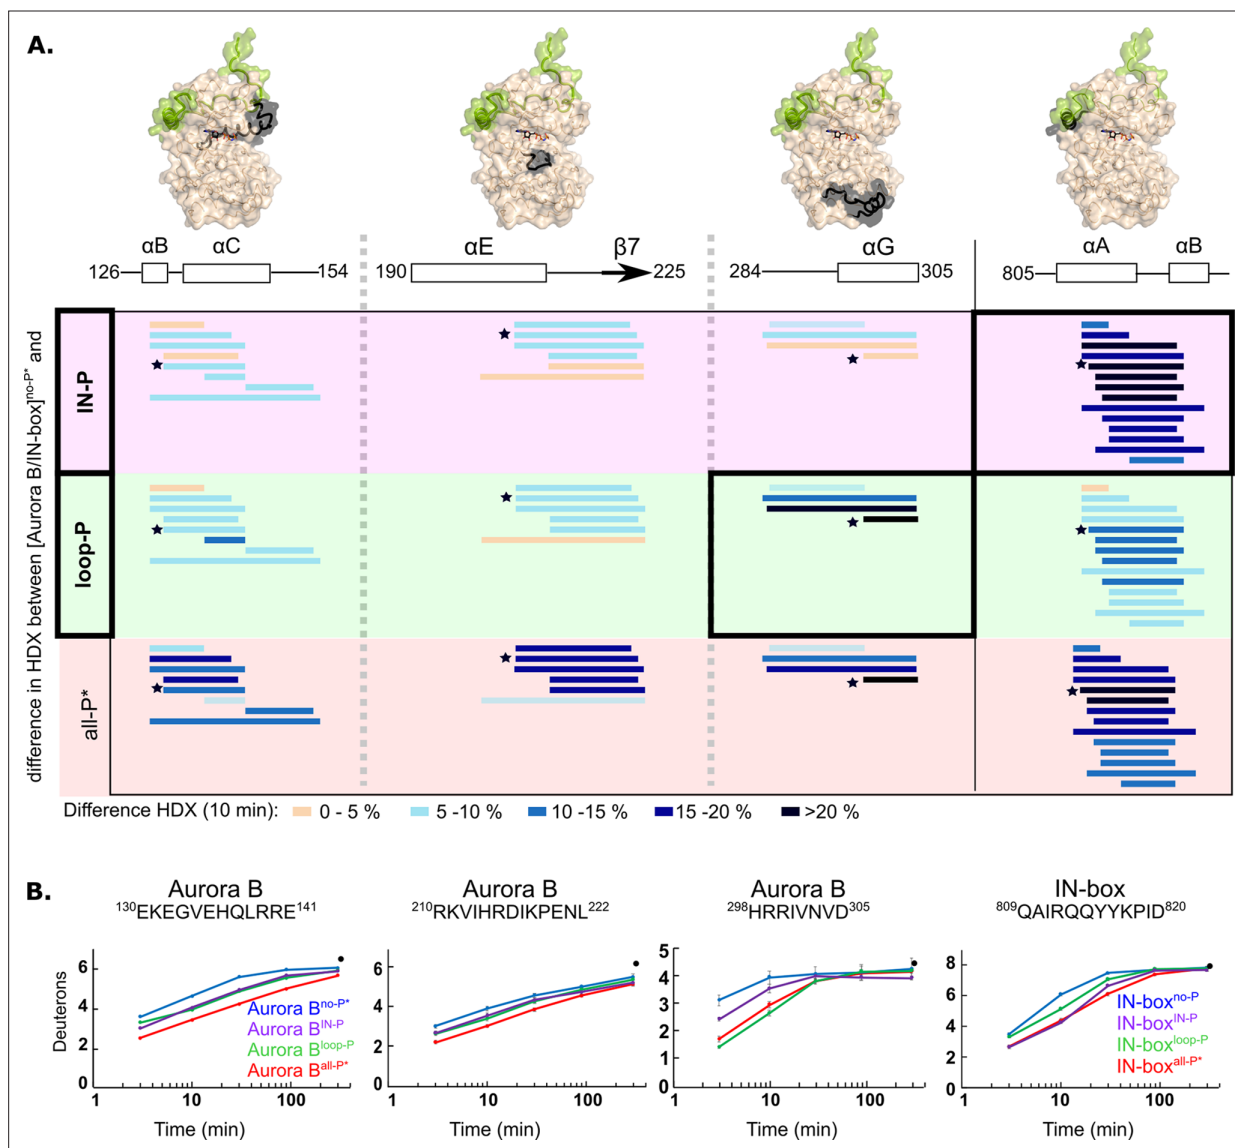 A.
αB αC αE β7 αG αA αB
126 154 190 225 284 305 805
difference in HDX between [Aurora B/IN-box]no-P* and
IN-P
loop-P
all-P*
Difference HDX (10 min): 0 - 5 % 5 -10 % 10 -15 % 15 -20 % >20 %
B.
Aurora B
130EKEGVEHQLRRE141
Aurora B
210RKVIHRDIKPENL222
Aurora B
298HRRIVNVD305
IN-box
809QAIRQQYYKPID820
Deuterons
6
4
2
0
1 10 100
Time (min)
Aurora Bno-P*
Aurora BIN-P
Aurora Bloop-P
Aurora Ball-P*
6
4
2
0
1 10 100
Time (min)
5
4
3
2
1
0
1 10 100
Time (min)
8
6
4
2
0
1 10 100
Time (min)
IN-boxno-P
IN-boxIN-P
IN-boxloop-P
IN-boxall-P*